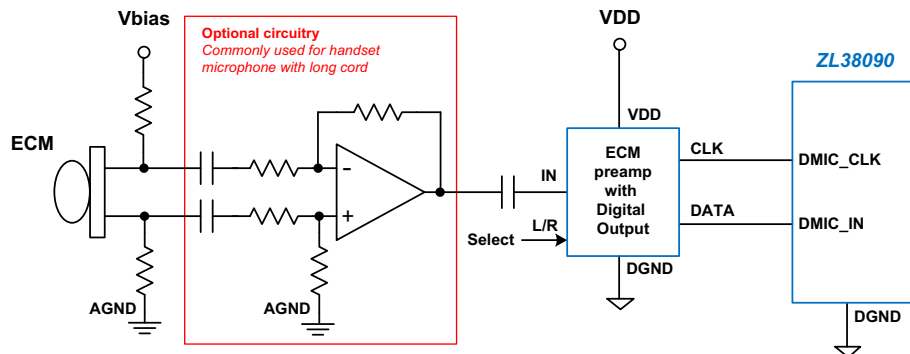 Vbias
Optional circuitry
Commonly used for handset
microphone with long cord
VDD
ZL38090
ECM
VDD
-
+
IN
ECM
preamp
with
Digital
Output
CLK
DMIC_CLK
DATA
DMIC_IN
Select
L/R
DGND
AGND
AGND
DGND